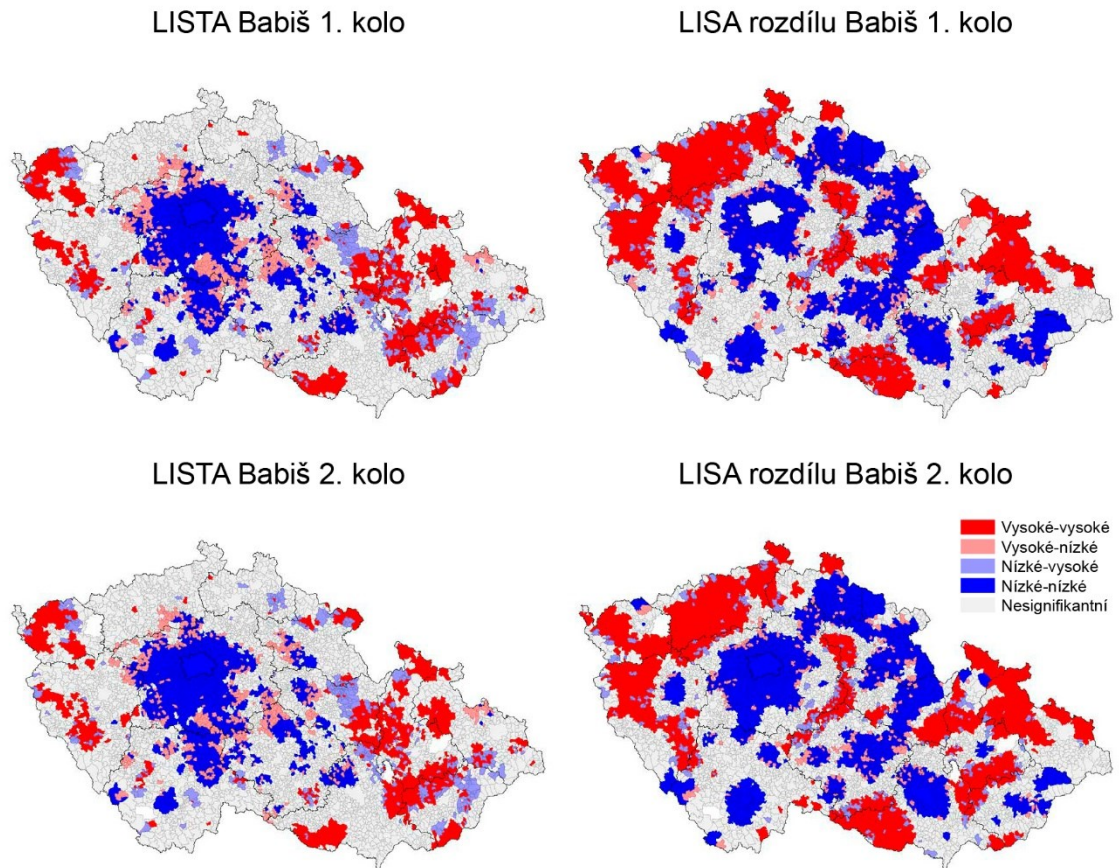 LISTA Babiš 1. kolo
LISA rozdílu Babiš 1. kolo
LISTA Babiš 2. kolo
LISA rozdílu Babiš 2. kolo
Vysoké-vysoké
Vysoké-nízké
Nízké-vysoké
Nízké-nízké
Nesignifikantní